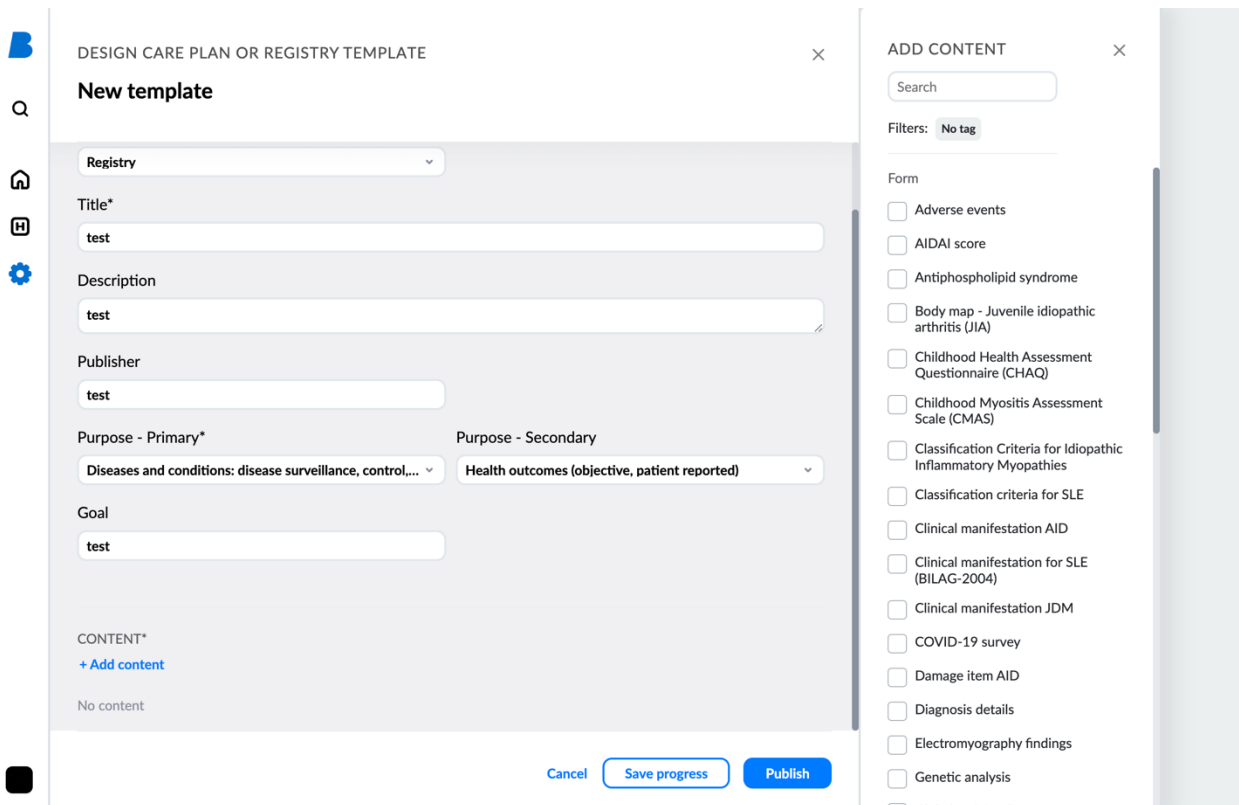 DESIGN CARE PLAN OR REGISTRY TEMPLATE
New template
Registry
Title*
test
Description
test
Publisher
test
Purpose - Primary*
Purpose - Secondary
Diseases and conditions: disease surveillance, control,...
Health outcomes (objective, patient reported)
Goal
test
CONTENT*
+ Add content
No content
Cancel
Save progress
Publish
ADD CONTENT
Search
Filters: No tag
Form
Adverse events
AIDAI score
Antiphospholipid syndrome
Body map - Juvenile idiopathic
arthritis (JIA)
Childhood Health Assessment
Questionnaire (CHAQ)
Childhood Myositis Assessment
Scale (CMAS)
Classification Criteria for Idiopathic
Inflammatory Myopathies
Classification criteria for SLE
Clinical manifestation AID
Clinical manifestation for SLE
(BILAG-2004)
Clinical manifestation JDM
COVID-19 survey
Damage item AID
Diagnosis details
Electromyography findings
Genetic analysis